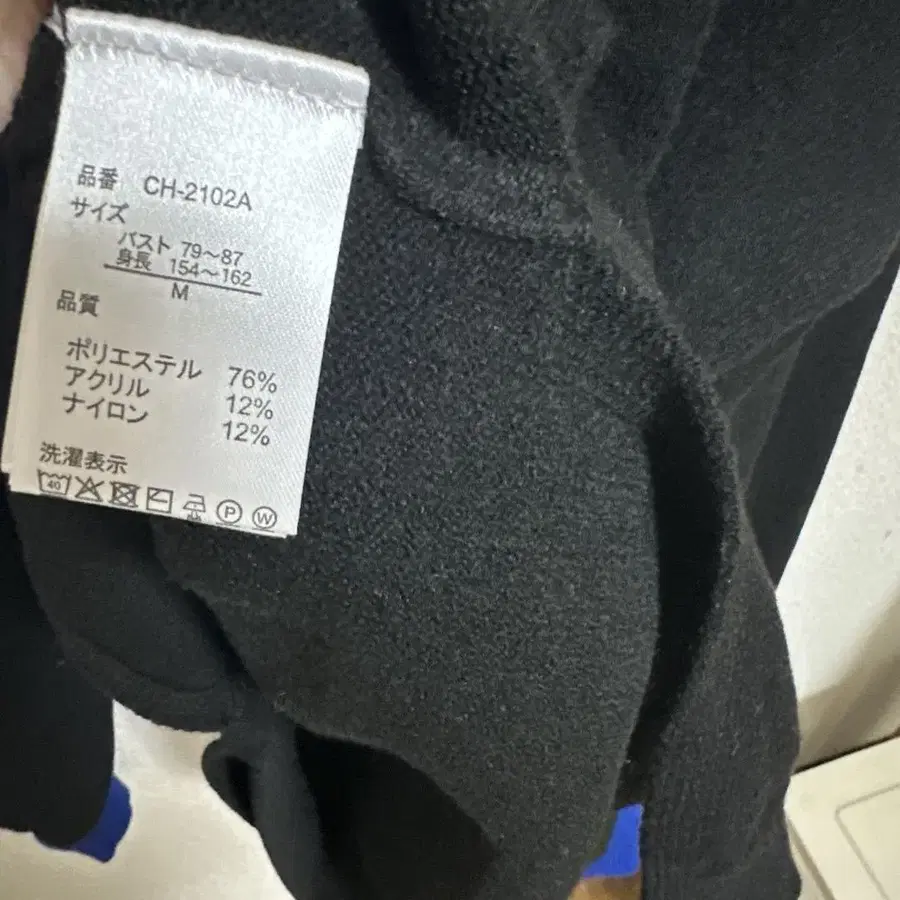 品番 CH-2102A
サイズ
バスト 79～87
身長 154～162
M
品質
ポリエステル 76%
アクリル 12%
ナイロン 12%
洗濯表示
40 P W